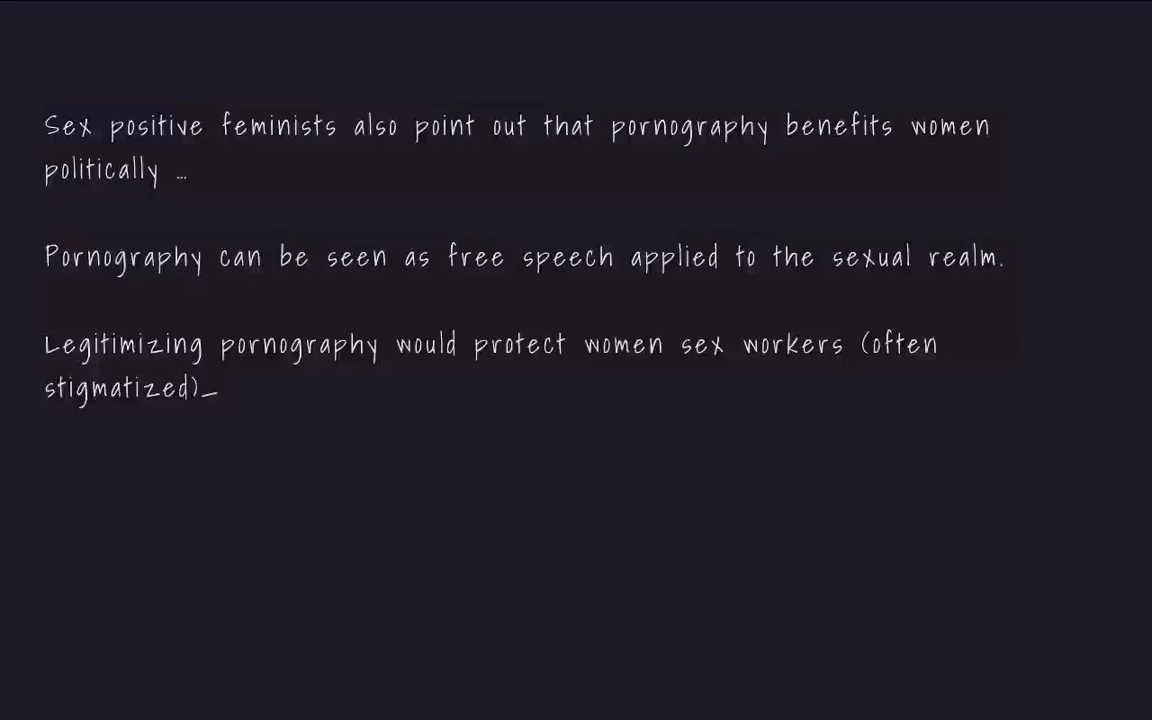 Sex positive feminists also point out that pornography benefits women
politically ...
Pornography can be seen as free speech applied to the sexual realm.
Legitimizing pornography would protect women sex workers (often
stigmatized)_